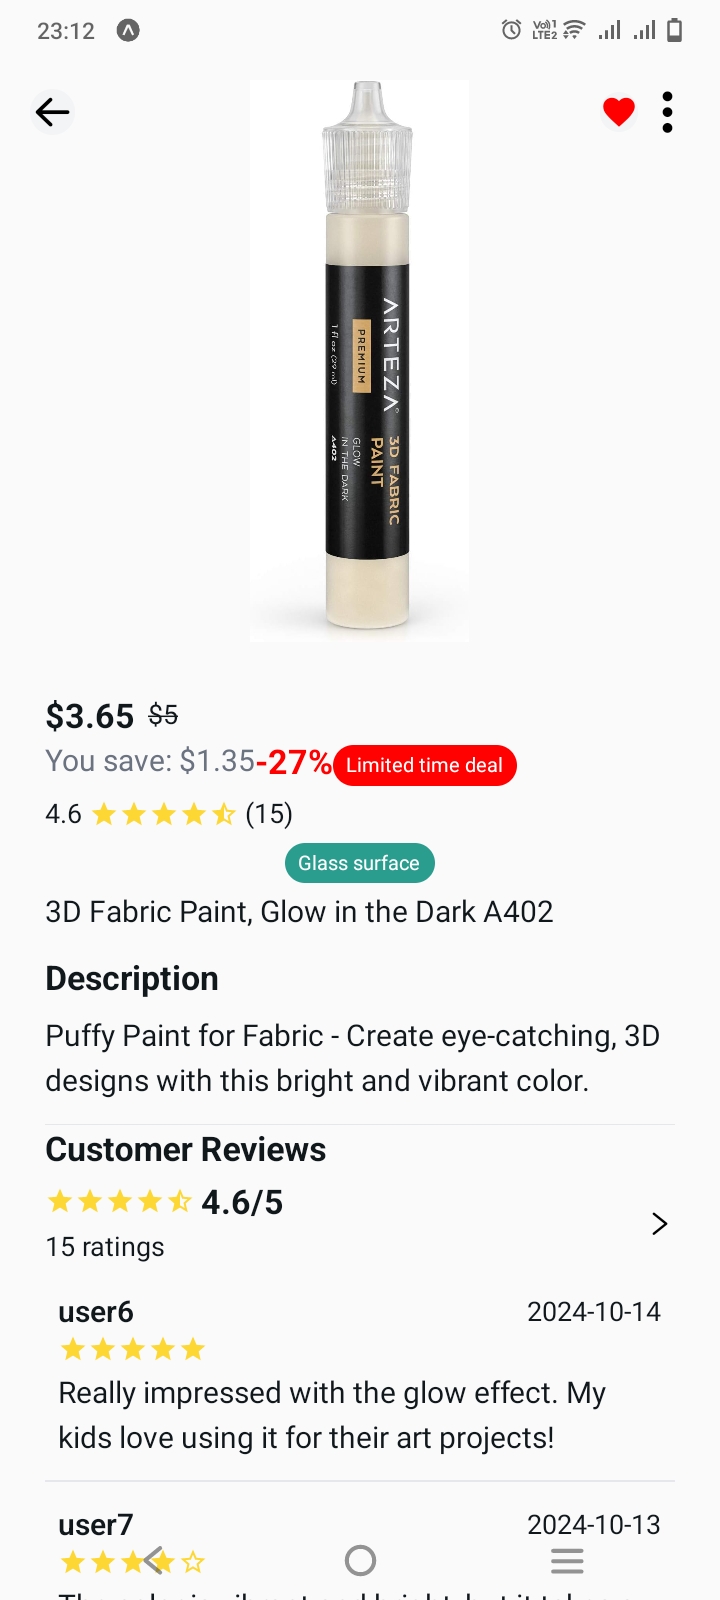 23:12
Vo)) 1
LTE2
ARTEZA
PREMIUM
1 fl oz (29 ml)
3D FABRIC
PAINT
GLOW
IN THE DARK
A402
$3.65 $5
You save: $1.35-27% Limited time deal
4.6 (15)
Glass surface
3D Fabric Paint, Glow in the Dark A402
Description
Puffy Paint for Fabric - Create eye-catching, 3D
designs with this bright and vibrant color.
Customer Reviews
4.6/5
15 ratings
user6 2024-10-14
Really impressed with the glow effect. My
kids love using it for their art projects!
user7 2024-10-13